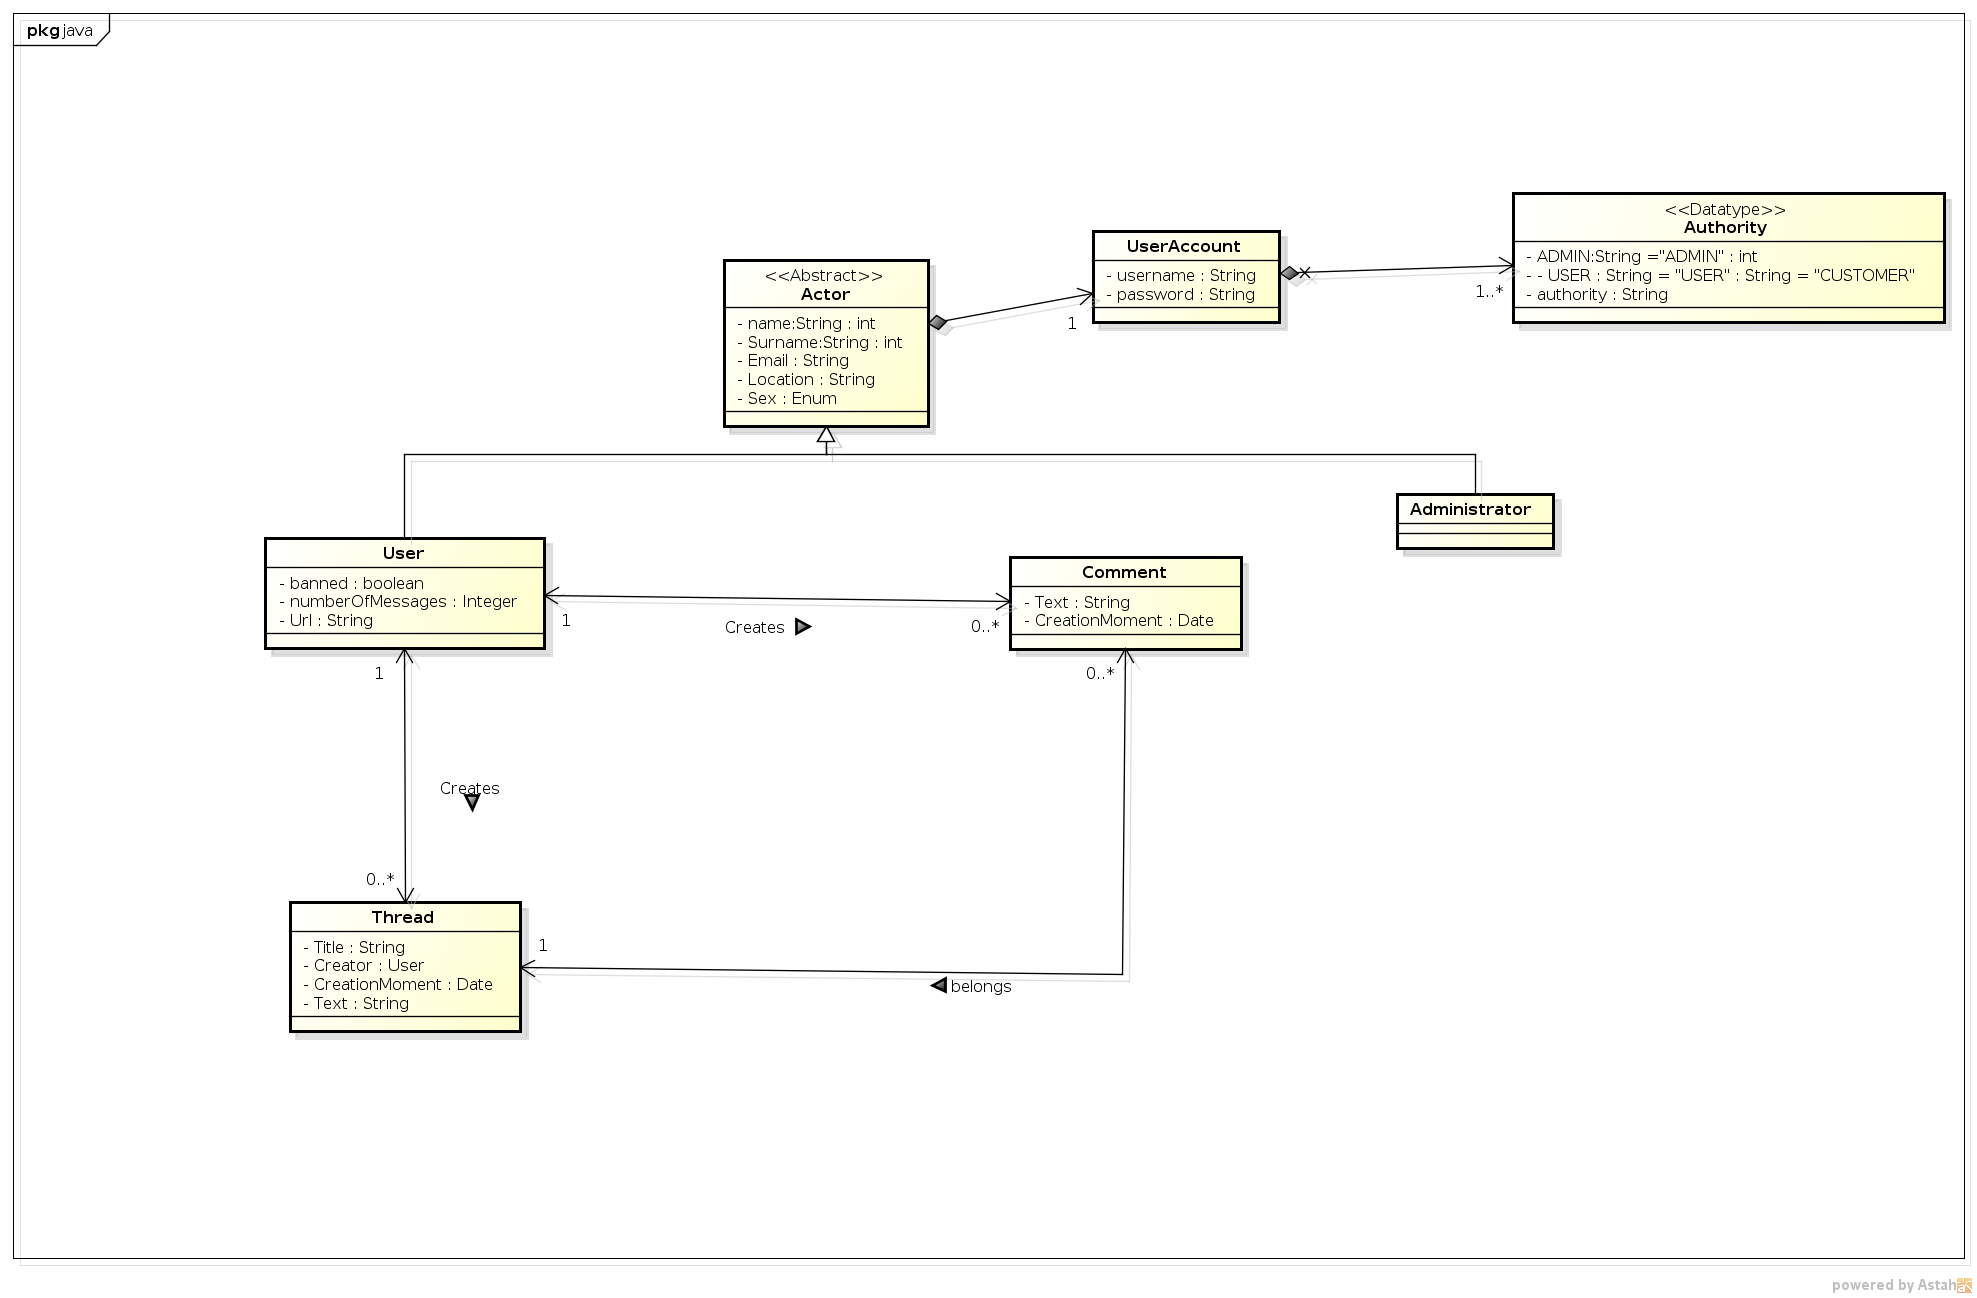 pkg java
<<Datatype>>
Authority
- ADMIN:String ="ADMIN" : int
- - USER : String = "USER" : String = "CUSTOMER"
- authority : String
1..*
UserAccount
- username : String
- password : String
1
<<Abstract>>
Actor
- name:String : int
- Surname:String : int
- Email : String
- Location : String
- Sex : Enum
Administrator
User
- banned : boolean
- numberOfMessages : Integer
- Url : String
1
Creates
0..*
Comment
- Text : String
- CreationMoment : Date
1
0..*
Creates
0..*
Thread
- Title : String
- Creator : User
- CreationMoment : Date
- Text : String
1
belongs
powered by Astah